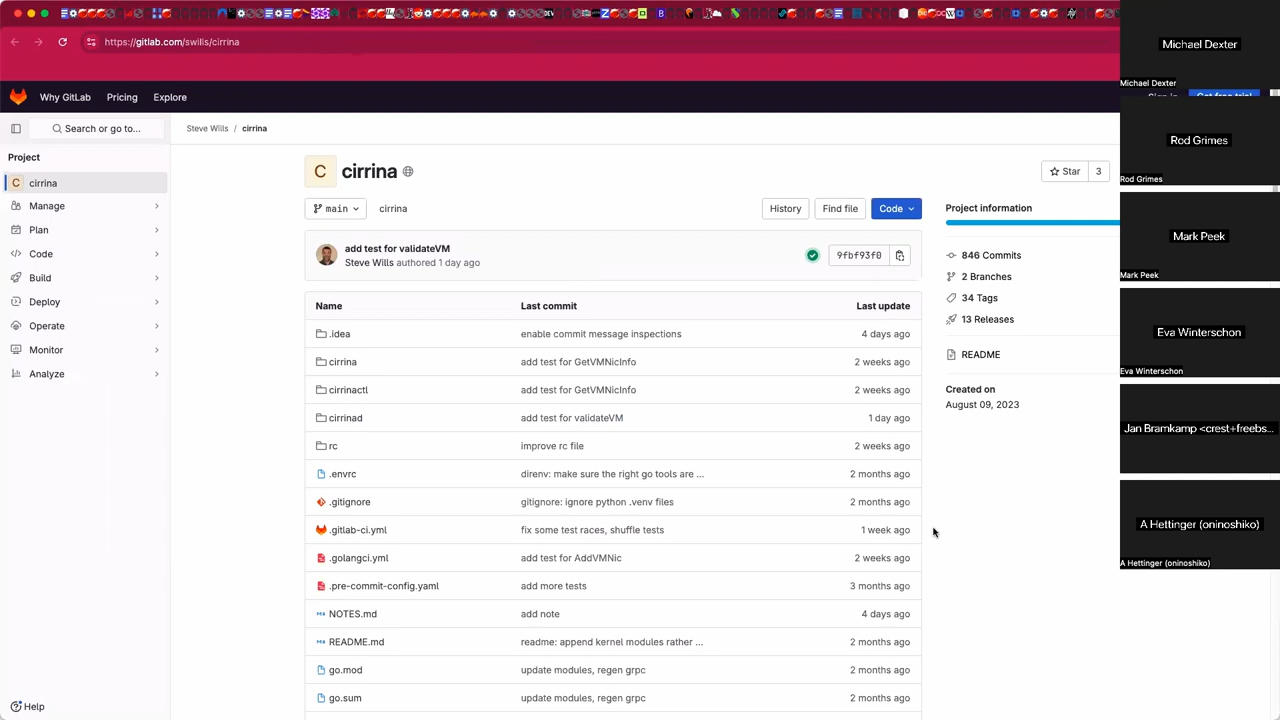 https://gitlab.com/swills/cirrina
Why GitLab Pricing Explore
Search or go to...
Project
C cirrina
Manage
Plan
Code
Build
Deploy
Operate
Monitor
Analyze
Help
Steve Wills / cirrina
C cirrina
Star 3
main cirrina
History Find file Code
add test for validateVM
Steve Wills authored 1 day ago
9fbf93f0
Name Last commit Last update
.idea enable commit message inspections 4 days ago
cirrina add test for GetVMNicInfo 2 weeks ago
cirrinactl add test for GetVMNicInfo 2 weeks ago
cirrinad add test for validateVM 1 day ago
rc improve rc file 2 weeks ago
.envrc direnv: make sure the right go tools are ... 2 months ago
.gitignore gitignore: ignore python .venv files 2 months ago
.gitlab-ci.yml fix some test races, shuffle tests 1 week ago
.golangci.yml add test for AddVMNic 2 weeks ago
.pre-commit-config.yaml add more tests 3 months ago
NOTES.md add note 4 days ago
README.md readme: append kernel modules rather ... 2 months ago
go.mod update modules, regen grpc 2 months ago
go.sum update modules, regen grpc 2 months ago
Project information
846 Commits
2 Branches
34 Tags
13 Releases
README
Created on
August 09, 2023
Michael Dexter
Michael Dexter
Rod Grimes
Rod Grimes
Mark Peek
Mark Peek
Eva Winterschon
Eva Winterschon
Jan Bramkamp <crest+freebs...
A Hettinger (oninoshiko)
A Hettinger (oninoshiko)